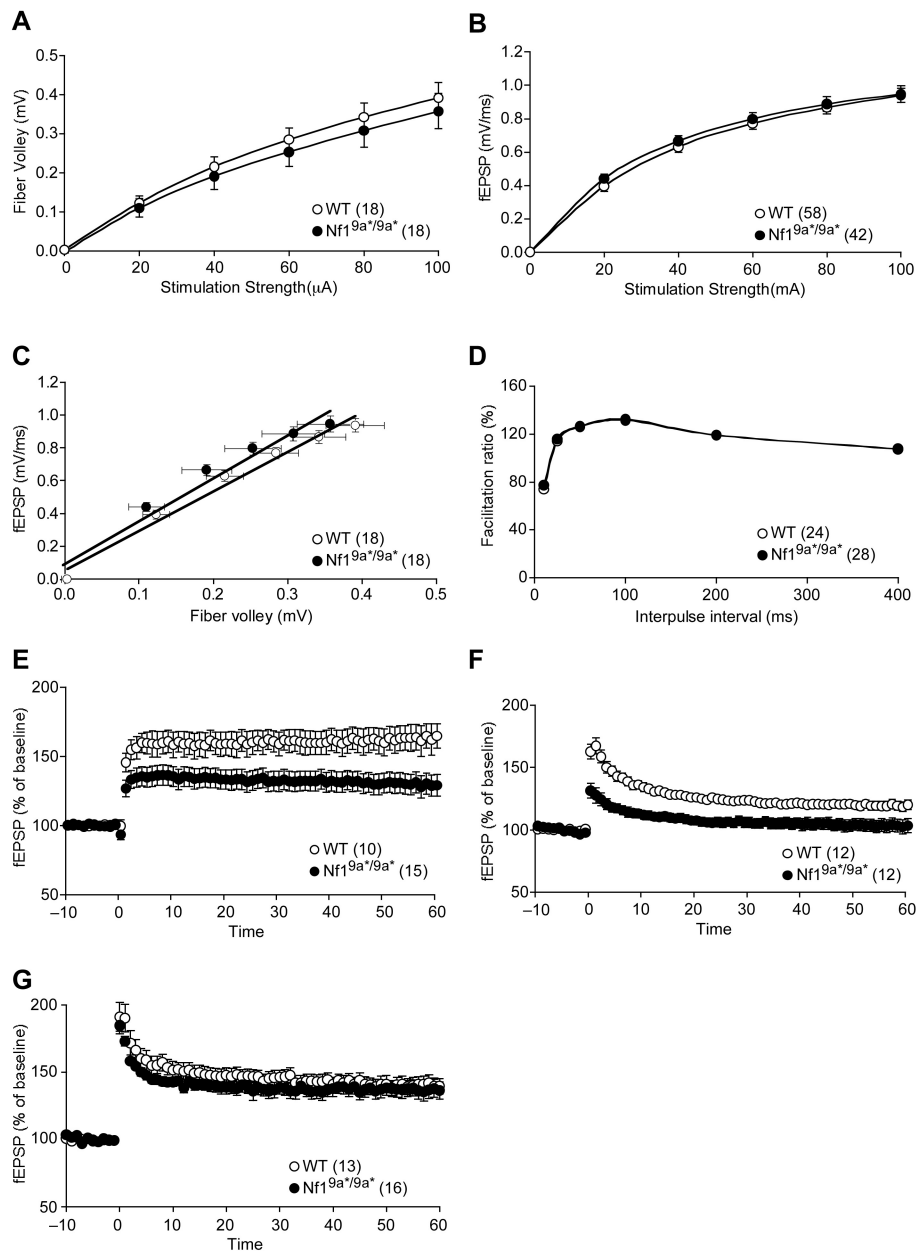 A
Fiber Volley (mV)
0.5
0.4
0.3
0.2
0.1
0.0
WT (18)
Nf1^9a*/9a* (18)
0 20 40 60 80 100
Stimulation Strength(μA)
B
fEPSP (mV/ms)
1.2
1.0
0.8
0.6
0.4
0.2
0.0
WT (58)
Nf1^9a*/9a* (42)
0 20 40 60 80 100
Stimulation Strength(mA)
C
fEPSP (mV/ms)
1.2
1.0
0.8
0.6
0.4
0.2
0.0
WT (18)
Nf1^9a*/9a* (18)
0.0 0.1 0.2 0.3 0.4 0.5
Fiber volley (mV)
D
Facilitation ratio (%)
160
120
80
40
0
WT (24)
Nf1^9a*/9a* (28)
0 100 200 300 400
Interpulse interval (ms)
E
fEPSP (% of baseline)
200
150
100
50
WT (10)
Nf1^9a*/9a* (15)
–10 0 10 20 30 40 50 60
Time
F
fEPSP (% of baseline)
200
150
100
50
WT (12)
Nf1^9a*/9a* (12)
–10 0 10 20 30 40 50 60
Time
G
fEPSP (% of baseline)
200
150
100
50
WT (13)
Nf1^9a*/9a* (16)
–10 0 10 20 30 40 50 60
Time